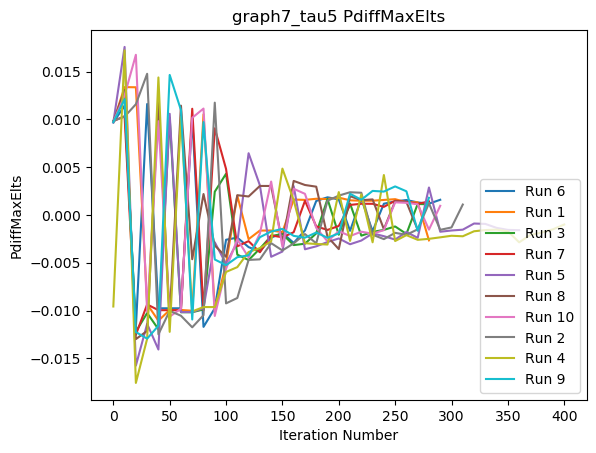 graph7_tau5 PdiffMaxElts
PdiffMaxElts
0.015
0.010
0.005
0.000
−0.005
−0.010
−0.015
Run 6
Run 1
Run 3
Run 7
Run 5
Run 8
Run 10
Run 2
Run 4
Run 9
0 50 100 150 200 250 300 350 400
Iteration Number